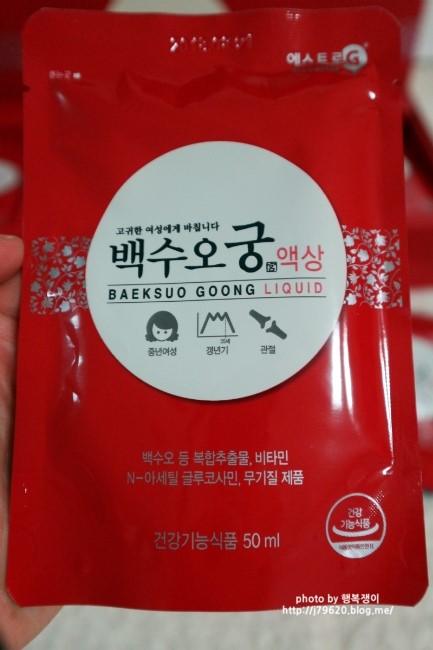 에스트로G
고귀한 여성에게 바칩니다
백수오궁 액상
BAEKSUO GOONG LIQUID
중년여성 갱년기 관절
백수오 등 복합추출물, 비타민
N-아세틸 글루코사민, 무기질 제품
건강기능식품 50 ml
건강
기능식품
photo by 행복쟁이
http://j79620.blog.me/